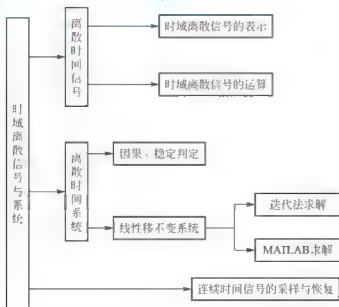 时域离散信号与系统
离散时间信号
时域离散信号的表示
时域离散信号的运算
离散时间系统
因果、稳定判定
线性移不变系统
迭代法求解
MATLAB求解
连续时间信号的采样与恢复